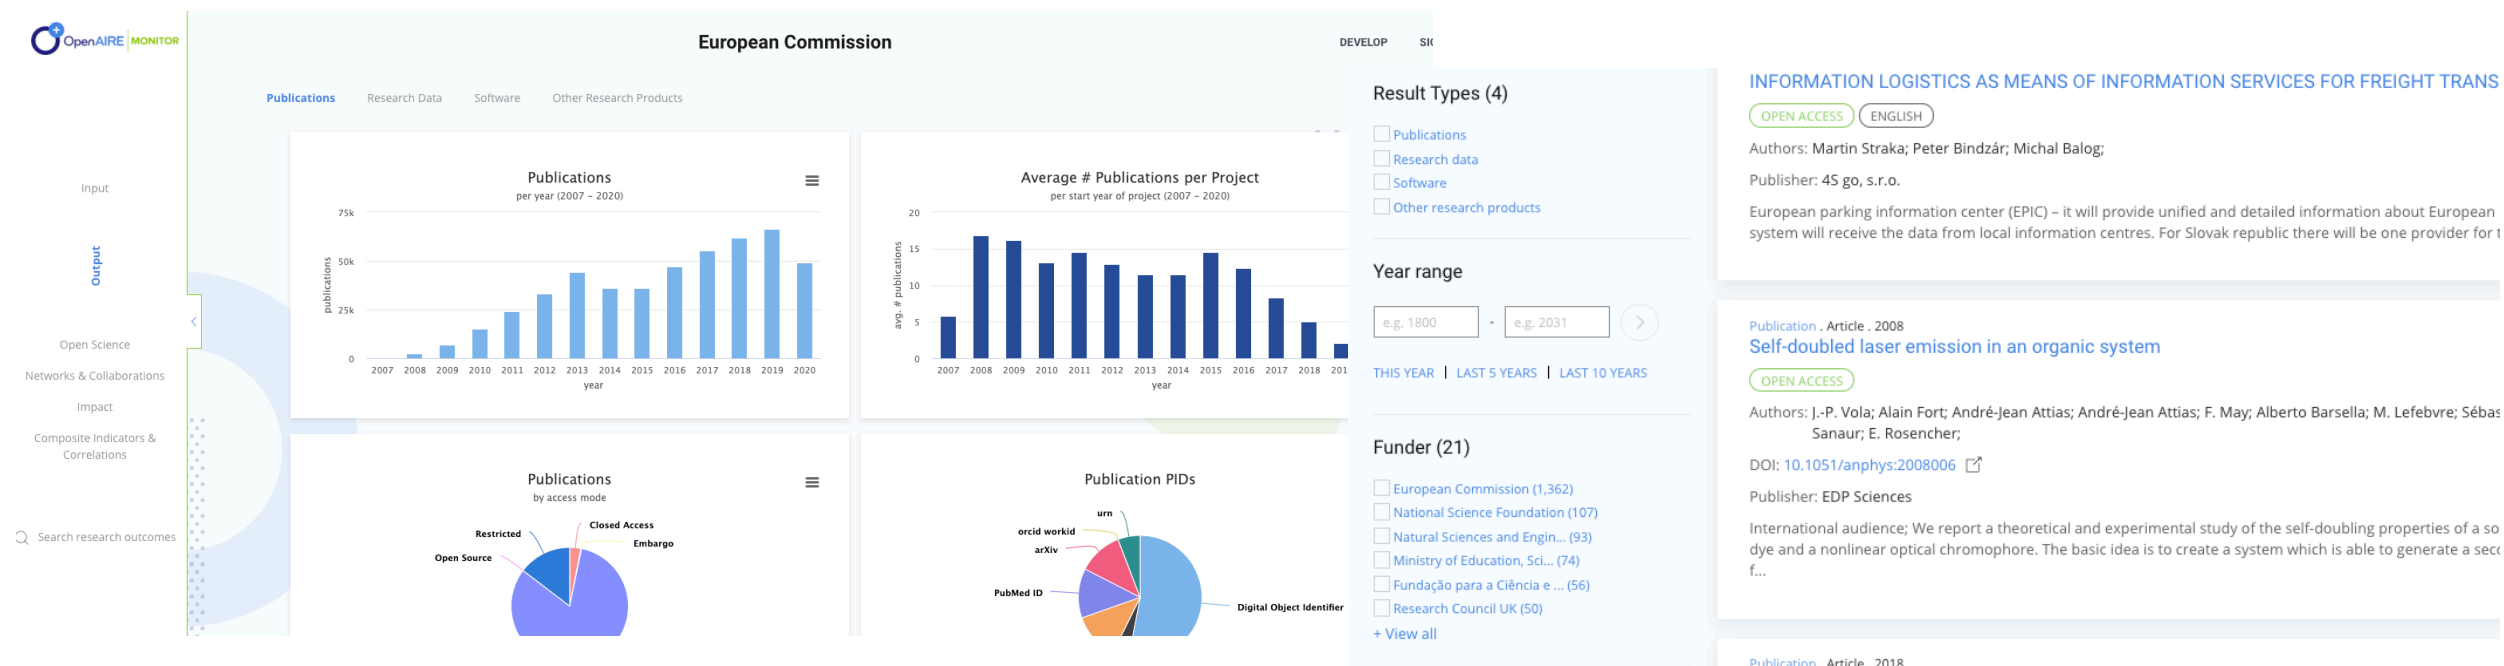 OpenAIRE | MONITOR
Input
Output
Open Science
Networks & Collaborations
Impact
Composite Indicators &
Correlations
Search research outcomes
European Commission
DEVELOP
Publications Research Data Software Other Research Products
Publications
per year (2007 – 2020)
75k
50k
25k
0
publications
2007 2008 2009 2010 2011 2012 2013 2014 2015 2016 2017 2018 2019 2020
year
Average # Publications per Project
per start year of project (2007 – 2020)
20
15
10
5
0
avg. # publications
2007 2008 2009 2010 2011 2012 2013 2014 2015 2016 2017 2018 201
year
Publications
by access mode
Closed Access
Restricted
Embargo
Open Source
Publication PIDs
urn
orcid workid
arXiv
PubMed ID
Digital Object Identifier
Result Types (4)
Publications
Research data
Software
Other research products
Year range
e.g. 1800 - e.g. 2031
THIS YEAR | LAST 5 YEARS | LAST 10 YEARS
Funder (21)
European Commission (1,362)
National Science Foundation (107)
Natural Sciences and Engin... (93)
Ministry of Education, Sci... (74)
Fundação para a Ciência e ... (56)
Research Council UK (50)
+ View all
INFORMATION LOGISTICS AS MEANS OF INFORMATION SERVICES FOR FREIGHT TRANS
OPEN ACCESS ENGLISH
Authors: Martin Straka; Peter Bindzár; Michal Balog;
Publisher: 4S go, s.r.o.
European parking information center (EPIC) – it will provide unified and detailed information about European
system will receive the data from local information centres. For Slovak republic there will be one provider for
Publication . Article . 2008
Self-doubled laser emission in an organic system
OPEN ACCESS
Authors: J.-P. Vola; Alain Fort; André-Jean Attias; André-Jean Attias; F. May; Alberto Barsella; M. Lefebvre; Sébas
Sanaur; E. Rosencher;
DOI: 10.1051/anphys:2008006
Publisher: EDP Sciences
International audience; We report a theoretical and experimental study of the self-doubling properties of a so
dye and a nonlinear optical chromophore. The basic idea is to create a system which is able to generate a sec
f...
Publication . Article . 2018